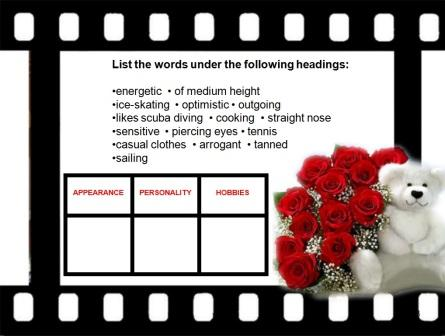 List the words under the following headings:
•energetic • of medium height
•ice-skating • optimistic • outgoing
•likes scuba diving • cooking • straight nose
•sensitive • piercing eyes • tennis
•casual clothes • arrogant • tanned
•sailing
APPEARANCE PERSONALITY HOBBIES